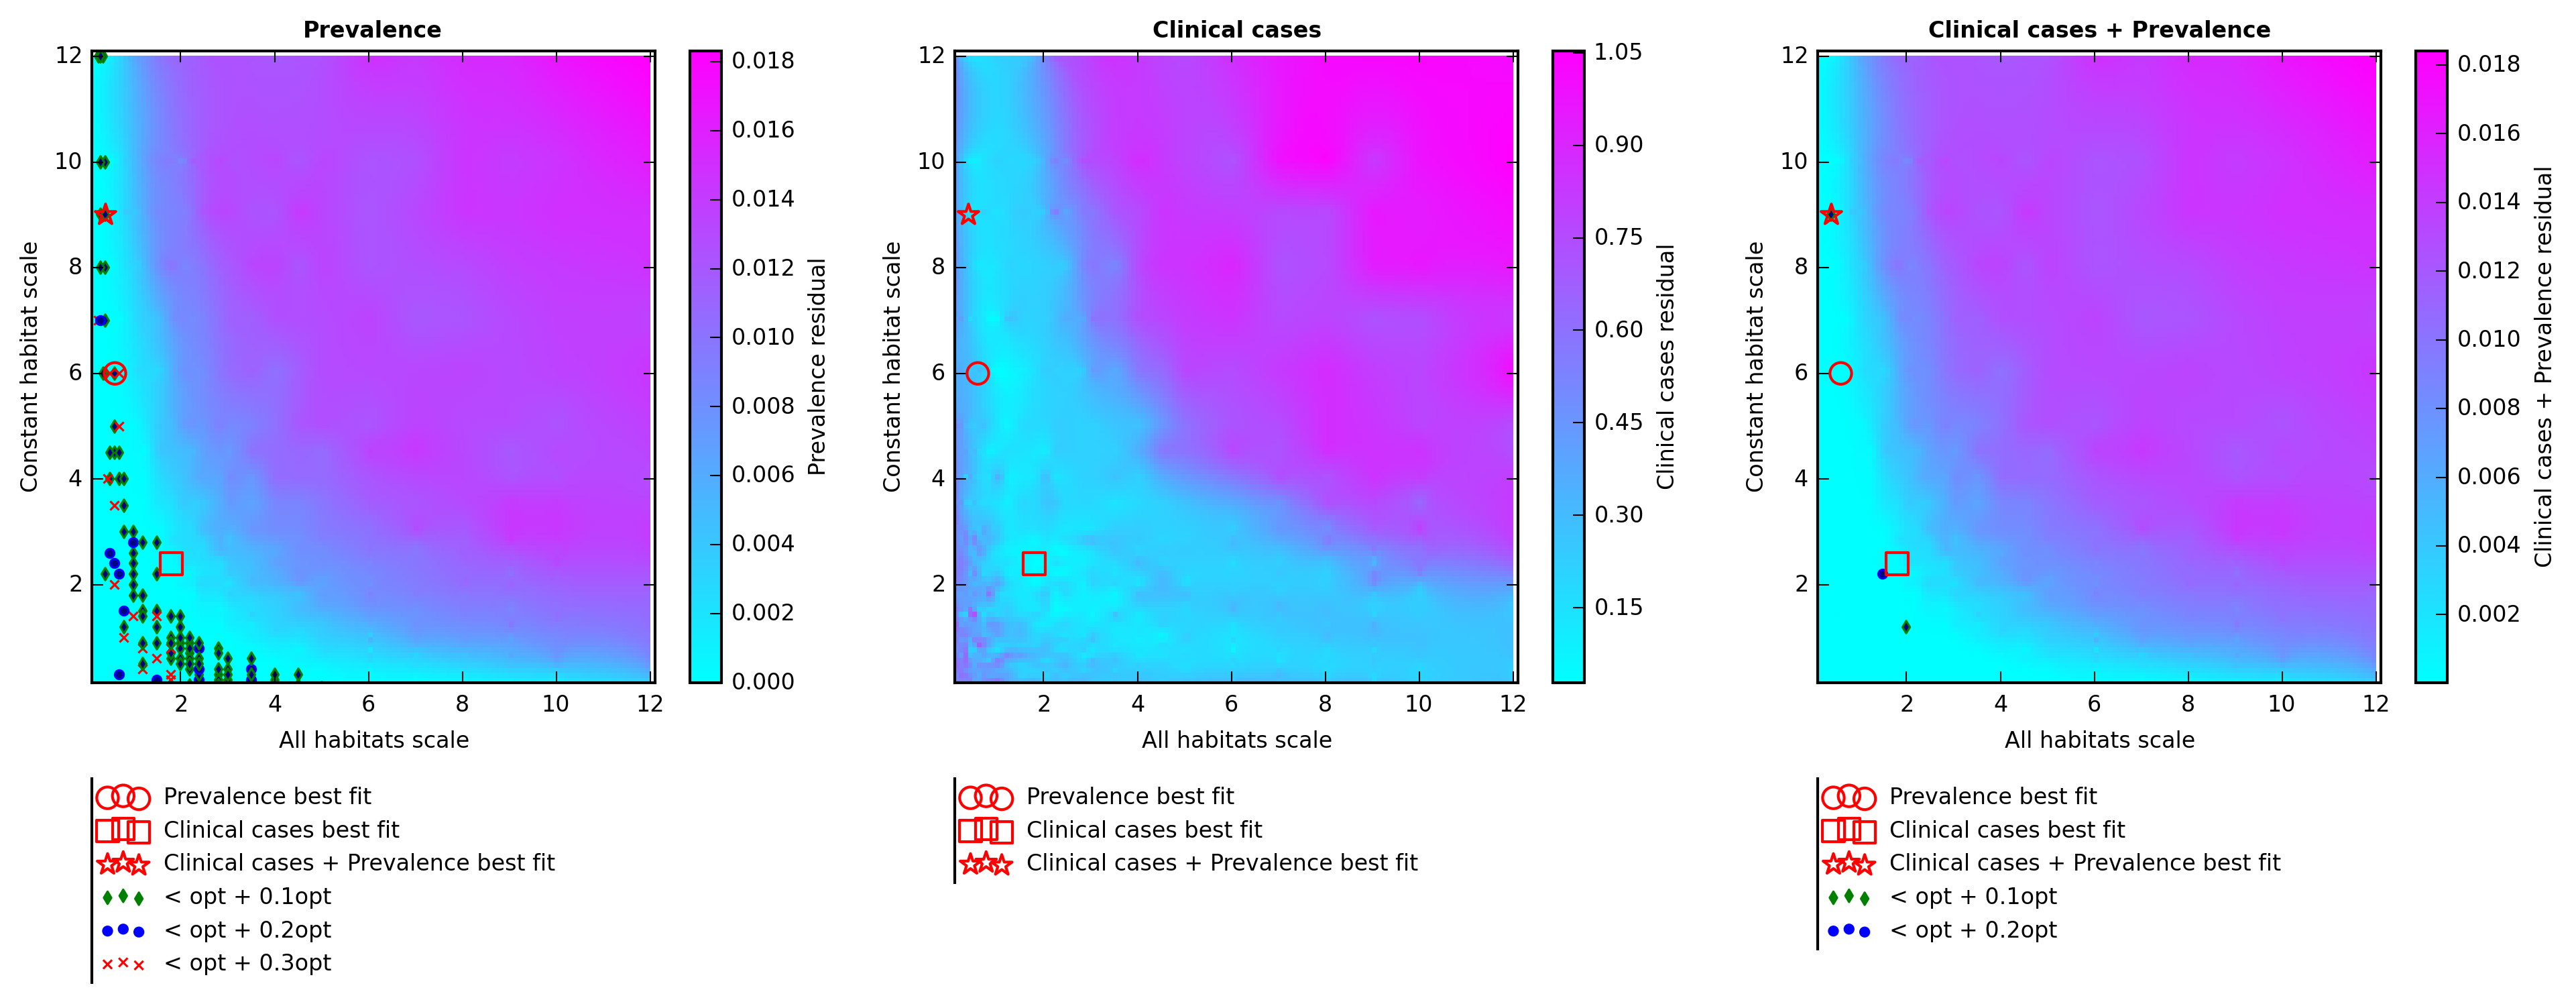 Prevalence
12
10
8
6
4
2
2
4
6
8
10
12
Constant habitat scale
All habitats scale
0.018
0.016
0.014
0.012
0.010
0.008
0.006
0.004
0.002
0.000
Prevalence residual
Prevalence best fit
Clinical cases best fit
Clinical cases + Prevalence best fit
< opt + 0.1opt
< opt + 0.2opt
< opt + 0.3opt
Clinical cases
12
10
8
6
4
2
2
4
6
8
10
12
Constant habitat scale
All habitats scale
1.05
0.90
0.75
0.60
0.45
0.30
0.15
Clinical cases residual
Prevalence best fit
Clinical cases best fit
Clinical cases + Prevalence best fit
Clinical cases + Prevalence
12
10
8
6
4
2
2
4
6
8
10
12
Constant habitat scale
All habitats scale
0.018
0.016
0.014
0.012
0.010
0.008
0.006
0.004
0.002
Clinical cases + Prevalence residual
Prevalence best fit
Clinical cases best fit
Clinical cases + Prevalence best fit
< opt + 0.1opt
< opt + 0.2opt